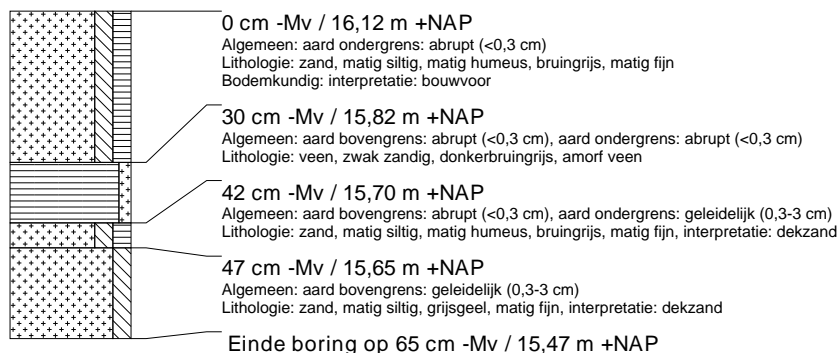 0 cm -Mv / 16,12 m +NAP
Algemeen: aard ondergrens: abrupt (<0,3 cm)
Lithologie: zand, matig siltig, matig humeus, bruingrijs, matig fijn
Bodemkundig: interpretatie: bouwvoor
30 cm -Mv / 15,82 m +NAP
Algemeen: aard bovengrens: abrupt (<0,3 cm), aard ondergrens: abrupt (<0,3 cm)
Lithologie: veen, zwak zandig, donkerbruingrijs, amorf veen
42 cm -Mv / 15,70 m +NAP
Algemeen: aard bovengrens: abrupt (<0,3 cm), aard ondergrens: geleidelijk (0,3-3 cm)
Lithologie: zand, matig siltig, matig humeus, bruingrijs, matig fijn, interpretatie: dekzand
47 cm -Mv / 15,65 m +NAP
Algemeen: aard bovengrens: geleidelijk (0,3-3 cm)
Lithologie: zand, matig siltig, grijsgeel, matig fijn, interpretatie: dekzand
Einde boring op 65 cm -Mv / 15,47 m +NAP